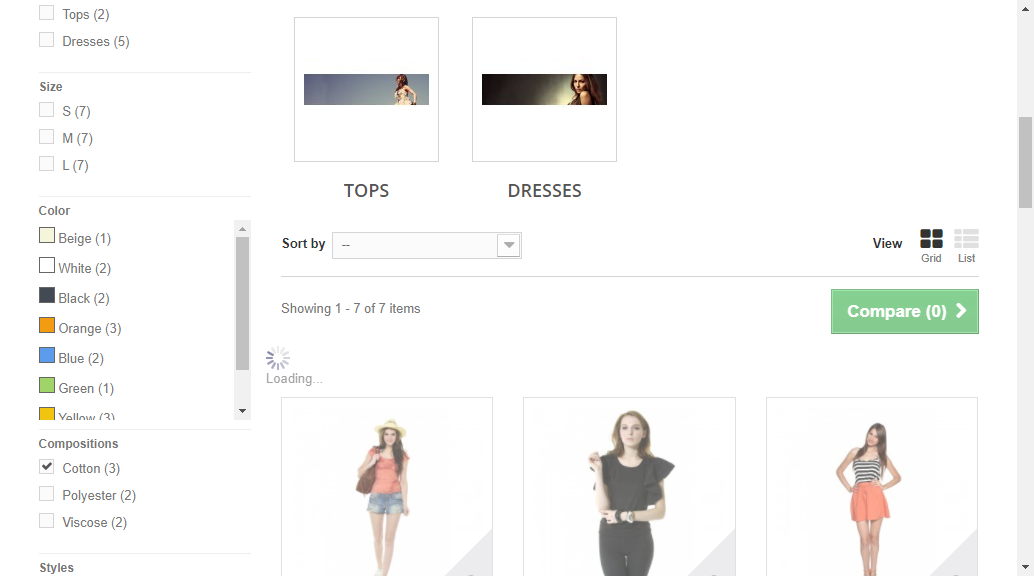 Tops (2)
Dresses (5)
Size
S (7)
M (7)
L (7)
Color
Beige (1)
White (2)
Black (2)
Orange (3)
Blue (2)
Green (1)
Yellow (3)
Compositions
Cotton (3)
Polyester (2)
Viscose (2)
Styles
TOPS
DRESSES
Sort by
--
View
Grid
List
Showing 1 - 7 of 7 items
Compare (0)
Loading...